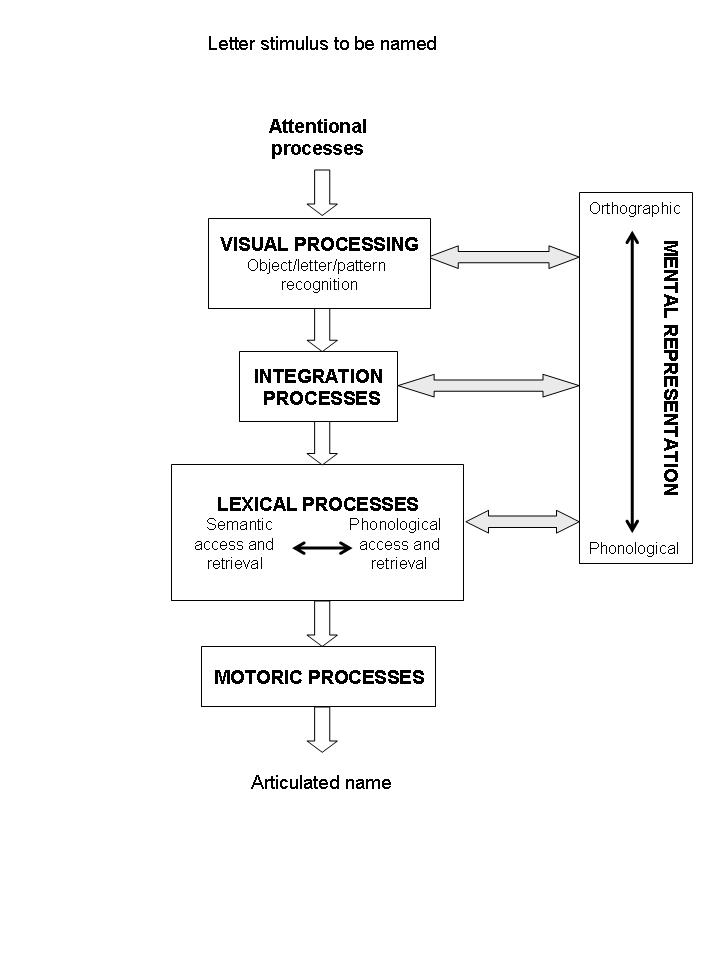 Letter stimulus to be named
Attentional
processes
VISUAL PROCESSING
Object/letter/pattern
recognition
INTEGRATION
PROCESSES
LEXICAL PROCESSES
Semantic
access and
retrieval
Phonological
access and
retrieval
MOTORIC PROCESSES
Articulated name
Orthographic
MENTAL REPRESENTATION
Phonological